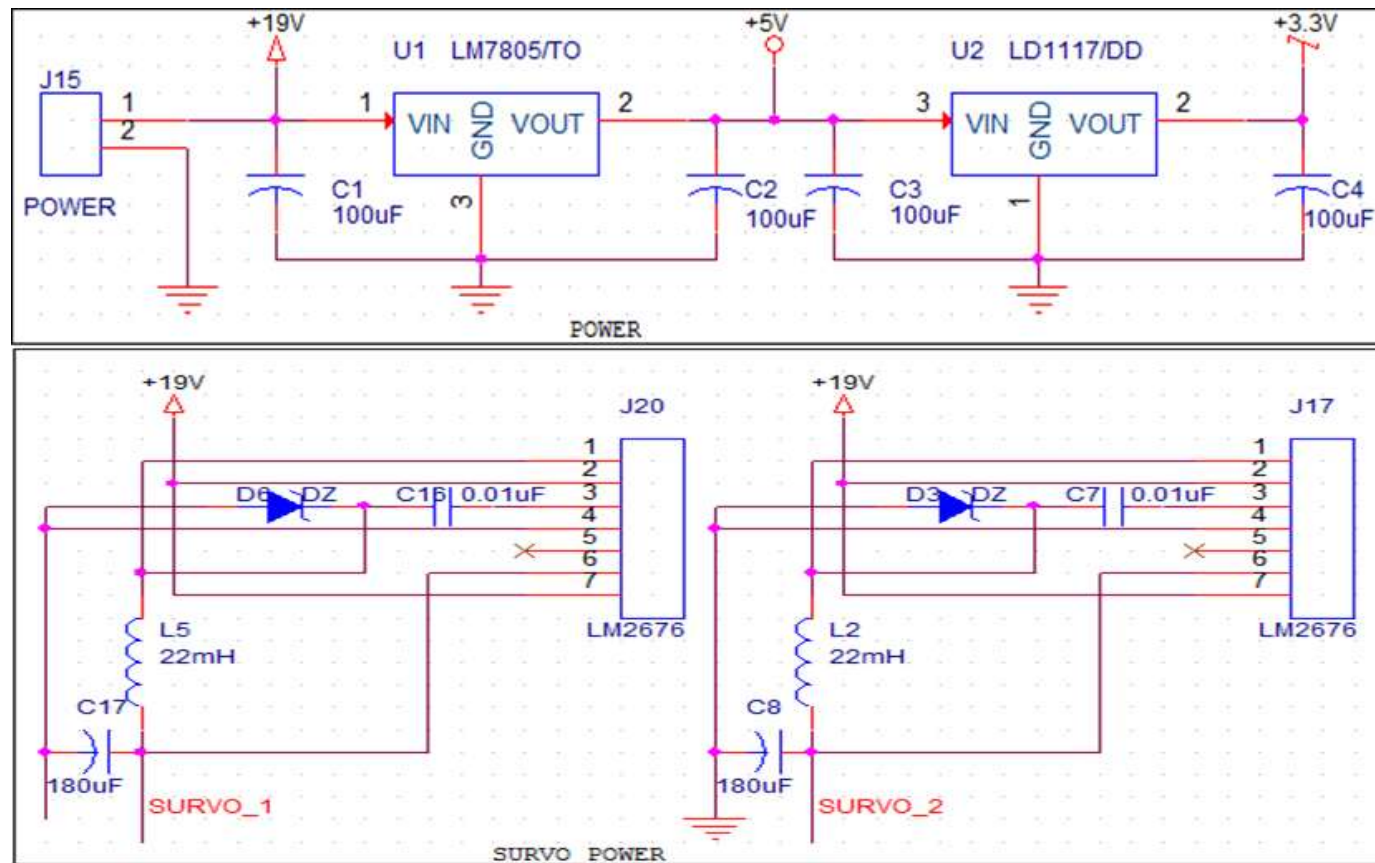 +19V +5V +3.3V
U1 LM7805/TO U2 LD1117/DD
J15
1 1 2 3 2
2
VIN GND VOUT VIN GND VOUT
POWER
3 1
C1 C2 C3 C4
100uF 100uF 100uF 100uF
POWER
+19V +19V
J20 J17
1 1
2 2
D6 DZ C16 0.01uF 3 D3 DZ C7 0.01uF 3
4 4
5 5
6 6
7 7
L5 LM2676 L2 LM2676
22mH 22mH
C17 C8
180uF 180uF
SURVO_1 SURVO_2
SURVO POWER